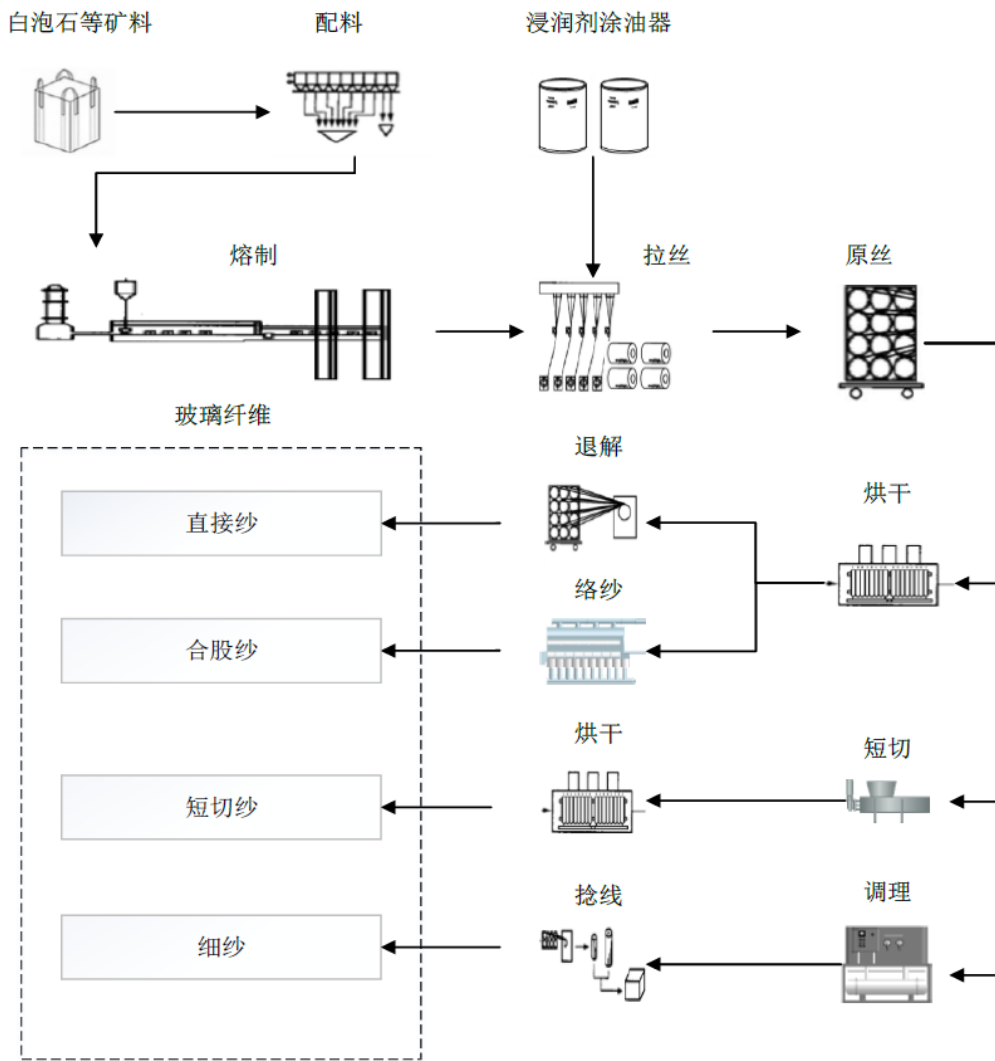 白泡石等矿料
配料
浸润剂涂油器
熔制
拉丝
原丝
玻璃纤维
退解
烘干
直接纱
络纱
合股纱
烘干
短切
短切纱
捻线
调理
细纱